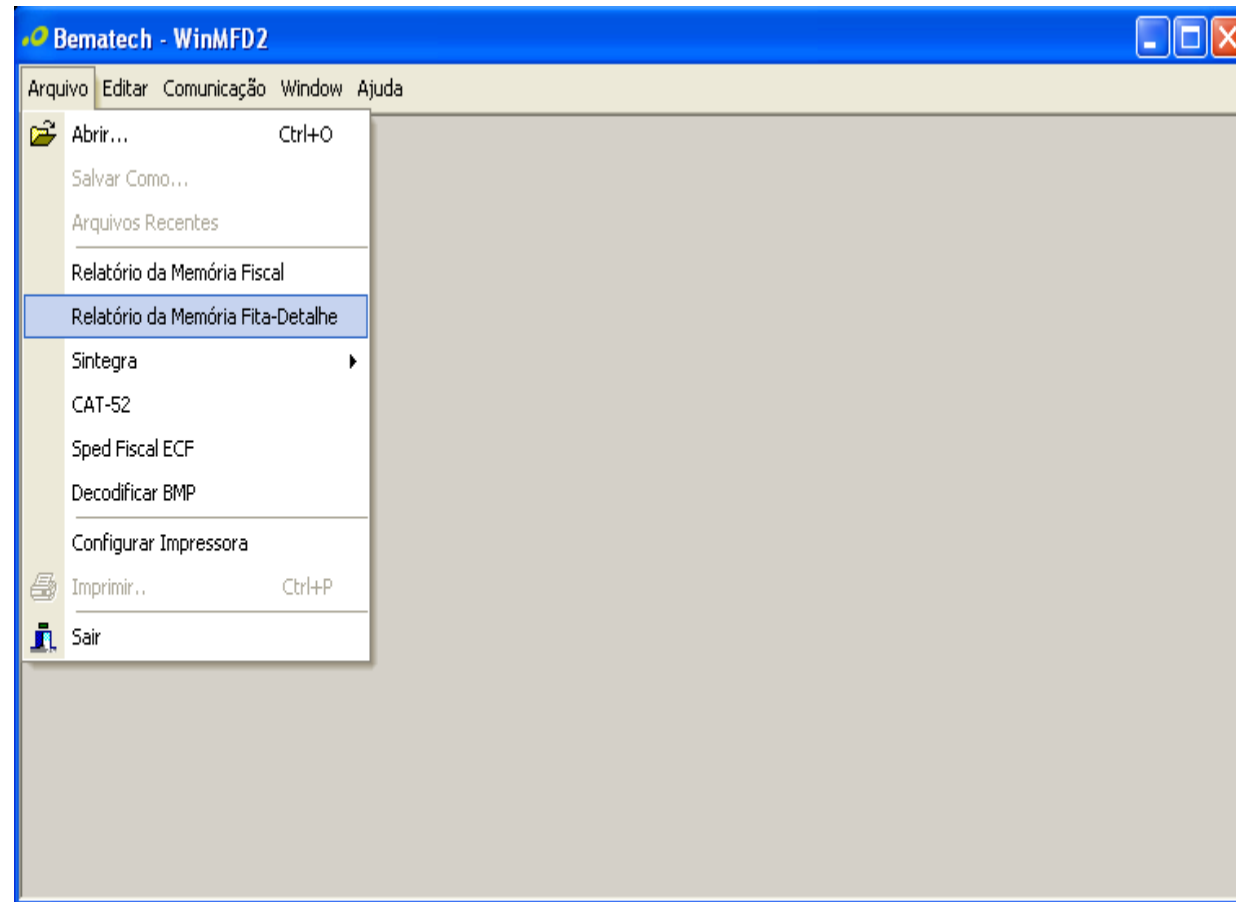 Bematech - WinMFD2
Arquivo Editar Comunicação Window Ajuda
Abrir... Ctrl+O
Salvar Como...
Arquivos Recentes
Relatório da Memória Fiscal
Relatório da Memória Fita-Detalhe
Sintegra
CAT-52
Sped Fiscal ECF
Decodificar BMP
Configurar Impressora
Imprimir.. Ctrl+P
Sair